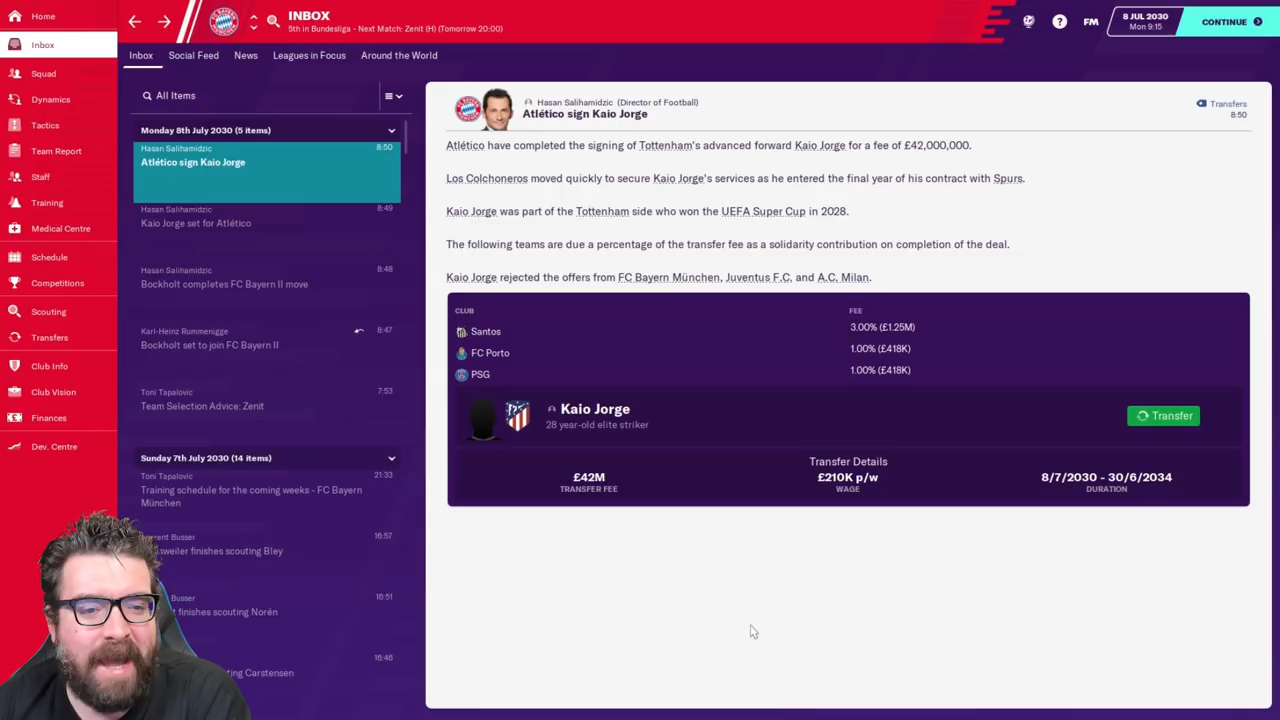 Home
Inbox
Squad
Dynamics
Tactics
Team Report
Staff
Training
Medical Centre
Schedule
Competitions
Scouting
Transfers
Club Info
Club Vision
Finances
Dev. Centre
INBOX
5th in Bundesliga - Next Match: Zenit (H) (Tomorrow 20:00)
FM
8 JUL 2030
Mon 9:15
CONTINUE
Inbox
Social Feed
News
Leagues in Focus
Around the World
All Items
Monday 8th July 2030 (5 items)
Hasan Salihamidzic 8:50
Atlético sign Kaio Jorge
Hasan Salihamidzic 8:49
Kaio Jorge set for Atlético
Hasan Salihamidzic 8:48
Bockholt completes FC Bayern II move
Karl-Heinz Rummenigge 8:47
Bockholt set to join FC Bayern II
Toni Tapalovic 7:53
Team Selection Advice: Zenit
Sunday 7th July 2030 (14 items)
Toni Tapalovic 21:33
Training schedule for the coming weeks - FC Bayern
München
Busser 16:57
finishes scouting Bley
Busser 16:51
finishes scouting Norén
16:46
Carstensen
Hasan Salihamidzic (Director of Football)
Atlético sign Kaio Jorge
Transfers
8:50
Atlético have completed the signing of Tottenham's advanced forward Kaio Jorge for a fee of £42,000,000.
Los Colchoneros moved quickly to secure Kaio Jorge's services as he entered the final year of his contract with Spurs.
Kaio Jorge was part of the Tottenham side who won the UEFA Super Cup in 2028.
The following teams are due a percentage of the transfer fee as a solidarity contribution on completion of the deal.
Kaio Jorge rejected the offers from FC Bayern München, Juventus F.C. and A.C. Milan.
CLUB FEE
Santos 3.00% (£1.25M)
FC Porto 1.00% (£418K)
PSG 1.00% (£418K)
Kaio Jorge
28 year-old elite striker
Transfer
Transfer Details
£42M £210K p/w 8/7/2030 - 30/6/2034
TRANSFER FEE WAGE DURATION